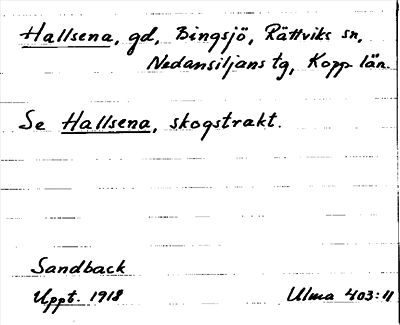 Hallsena, gd, Bingsjö, Rättviks sn,
Nedansiljans tg, Kopp län.
Se Hallsena, skogstrakt.
Sandback
Uppt. 1918
Ulma 403:11